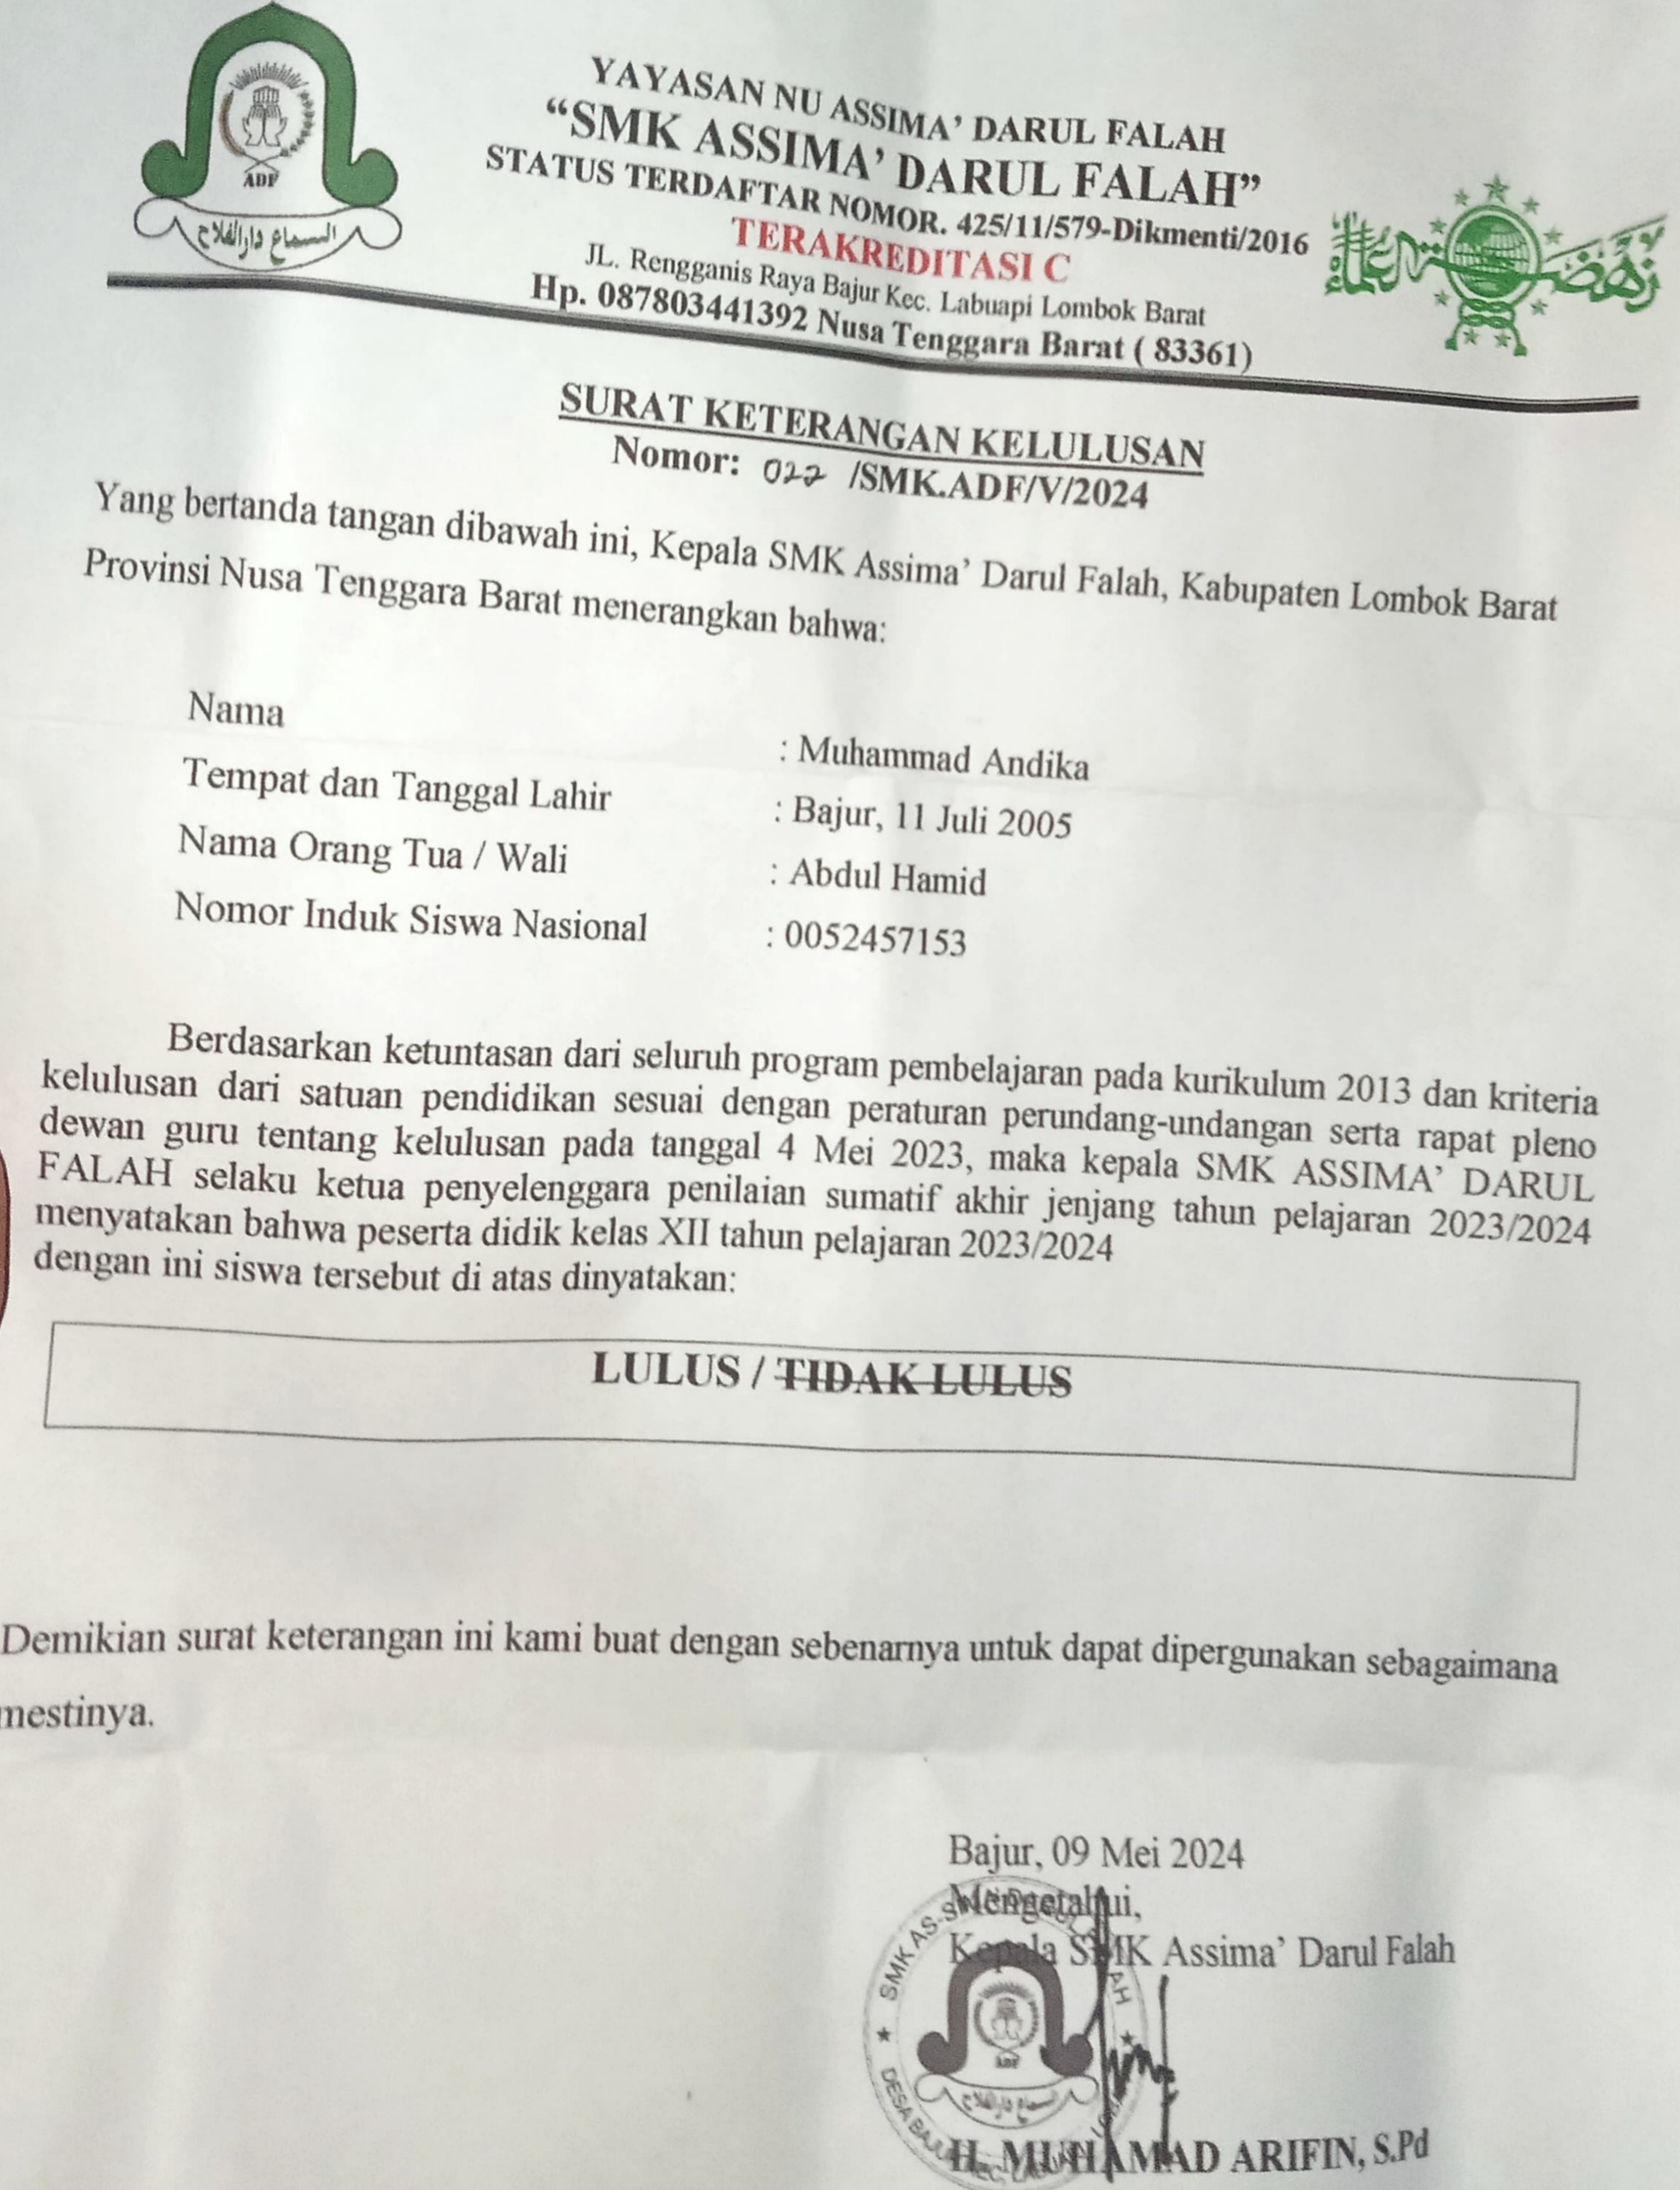 YAYASAN NU ASSIMA' DARUL FALAH
“SMK ASSIMA' DARUL FALAH”
STATUS TERDAFTAR NOMOR. 425/11/579-Dikmenti/2016
TERAKREDITASI C
JL. Rengganis Raya Bajur Kec. Labuapi Lombok Barat
Hp. 087803441392 Nusa Tenggara Barat ( 83361)
ADF
السماع دارالفلاح
SURAT KETERANGAN KELULUSAN
Nomor: 022 /SMK.ADF/V/2024
Yang bertanda tangan dibawah ini, Kepala SMK Assima' Darul Falah, Kabupaten Lombok Barat
Provinsi Nusa Tenggara Barat menerangkan bahwa:
Nama : Muhammad Andika
Tempat dan Tanggal Lahir : Bajur, 11 Juli 2005
Nama Orang Tua / Wali : Abdul Hamid
Nomor Induk Siswa Nasional : 0052457153
Berdasarkan ketuntasan dari seluruh program pembelajaran pada kurikulum 2013 dan kriteria
kelulusan dari satuan pendidikan sesuai dengan peraturan perundang-undangan serta rapat pleno
dewan guru tentang kelulusan pada tanggal 4 Mei 2023, maka kepala SMK ASSIMA' DARUL
FALAH selaku ketua penyelenggara penilaian sumatif akhir jenjang tahun pelajaran 2023/2024
menyatakan bahwa peserta didik kelas XII tahun pelajaran 2023/2024
dengan ini siswa tersebut di atas dinyatakan:
LULUS / TIDAK LULUS
Demikian surat keterangan ini kami buat dengan sebenarnya untuk dapat dipergunakan sebagaimana
mestinya.
Bajur, 09 Mei 2024
Mengetahui,
Kepala SMK Assima' Darul Falah
ADF
السماع دارالفلاح
H. MUHAMAD ARIFIN, S.Pd